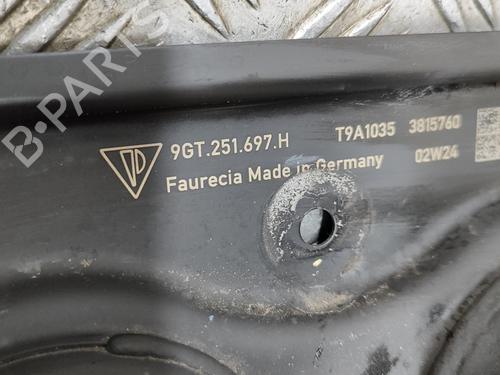 B-PARTS
9GT.251.697.H T9A1035 3815760
Faurecia Made in Germany 02W24